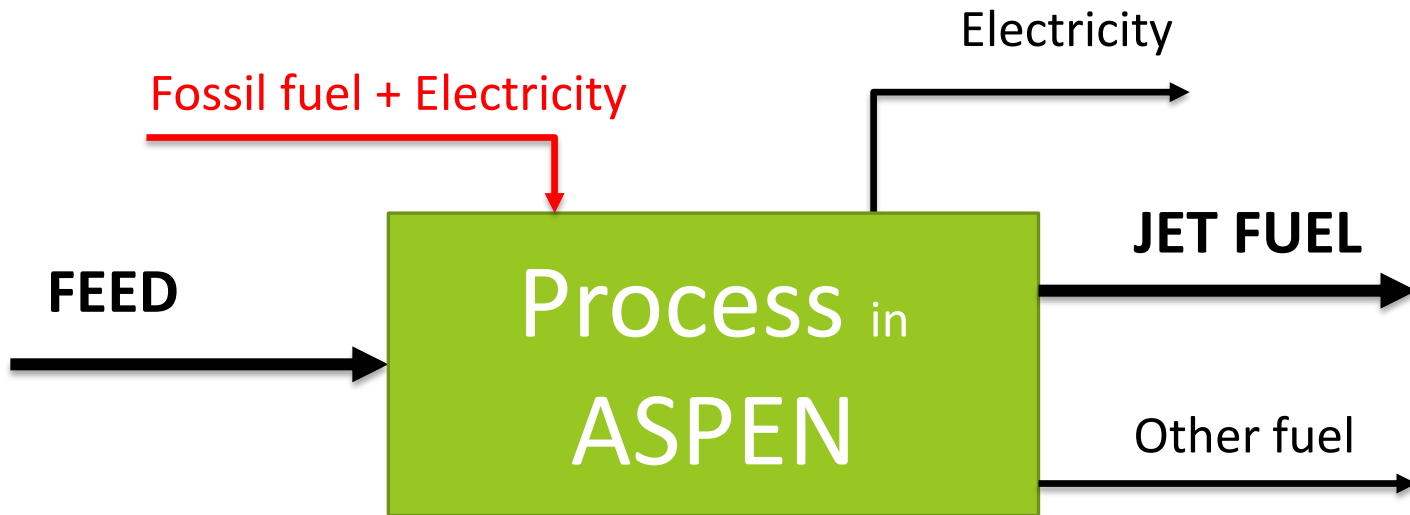 Electricity
Fossil fuel + Electricity
JET FUEL
FEED
Process in
ASPEN
Other fuel